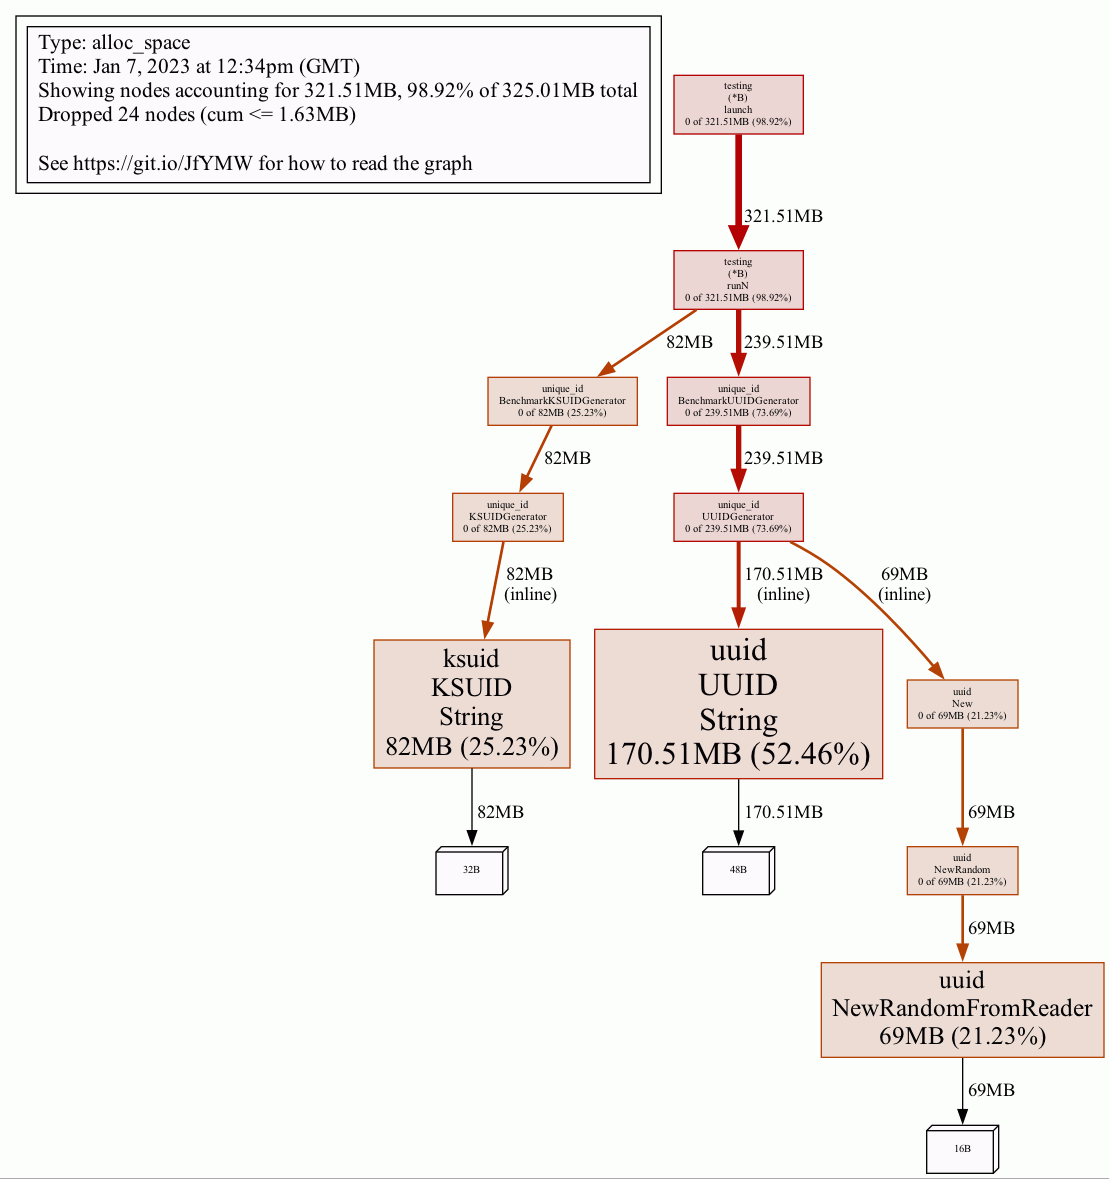 Type: alloc_space
Time: Jan 7, 2023 at 12:34pm (GMT)
Showing nodes accounting for 321.51MB, 98.92% of 325.01MB total
Dropped 24 nodes (cum <= 1.63MB)
See https://git.io/JfYMW for how to read the graph
testing
(*B)
launch
0 of 321.51MB (98.92%)
321.51MB
testing
(*B)
runN
0 of 321.51MB (98.92%)
82MB
239.51MB
unique_id
BenchmarkKSUIDGenerator
0 of 82MB (25.23%)
unique_id
BenchmarkUUIDGenerator
0 of 239.51MB (73.69%)
82MB
239.51MB
unique_id
KSUIDGenerator
0 of 82MB (25.23%)
unique_id
UUIDGenerator
0 of 239.51MB (73.69%)
82MB
(inline)
170.51MB
(inline)
69MB
(inline)
ksuid
KSUID
String
82MB (25.23%)
uuid
UUID
String
170.51MB (52.46%)
uuid
New
0 of 69MB (21.23%)
82MB
170.51MB
69MB
32B
48B
uuid
NewRandom
0 of 69MB (21.23%)
69MB
uuid
NewRandomFromReader
69MB (21.23%)
69MB
16B